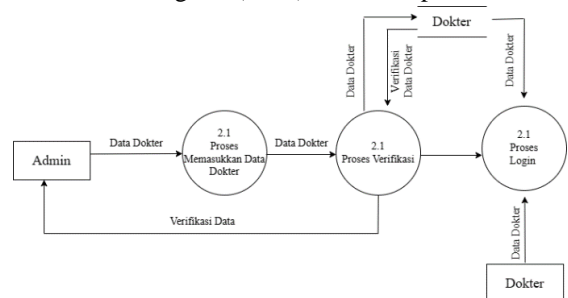 Dokter
Data Dokter
Verifikasi
Data Dokter
Data Dokter
Admin
Data Dokter
2.1
Proses
Memasukkan Data
Dokter
Data Dokter
2.1
Proses Verifikasi
2.1
Proses
Login
Verifikasi Data
Data Dokter
Dokter